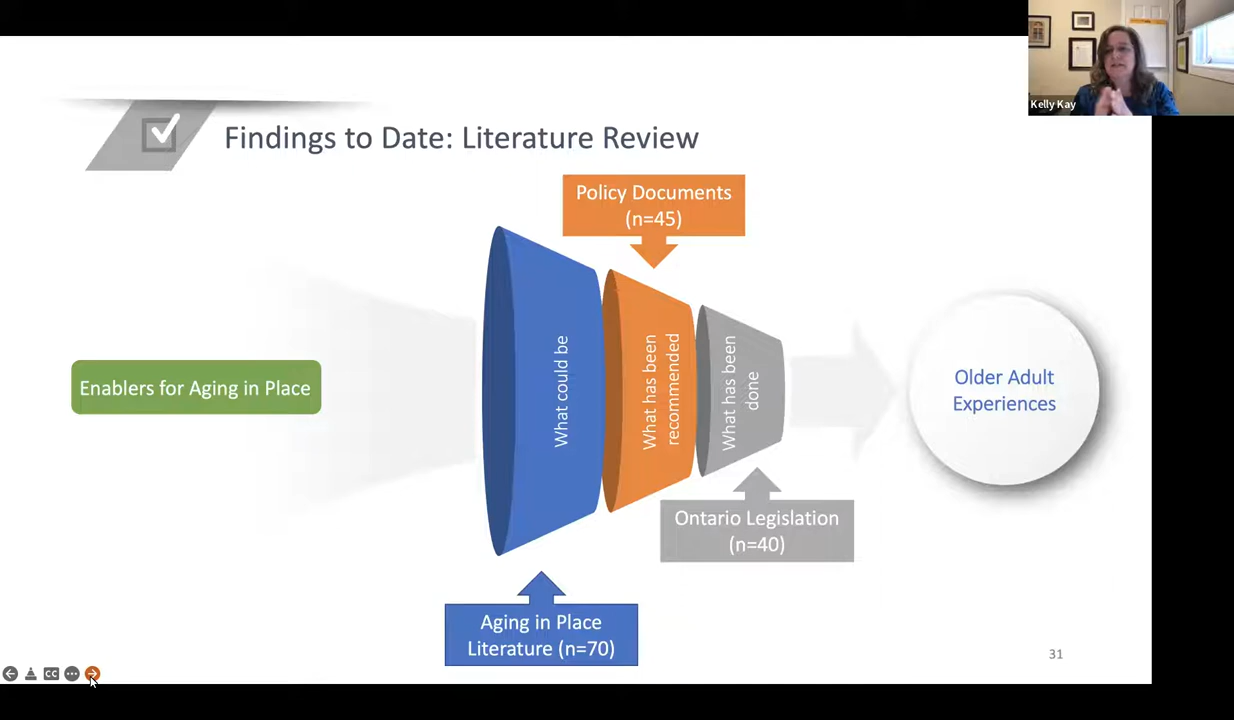 Kelly Kay
Findings to Date: Literature Review
Policy Documents
(n=45)
Enablers for Aging in Place
What could be
What has been
recommended
What has been
done
Older Adult
Experiences
Ontario Legislation
(n=40)
Aging in Place
Literature (n=70)
31
CC